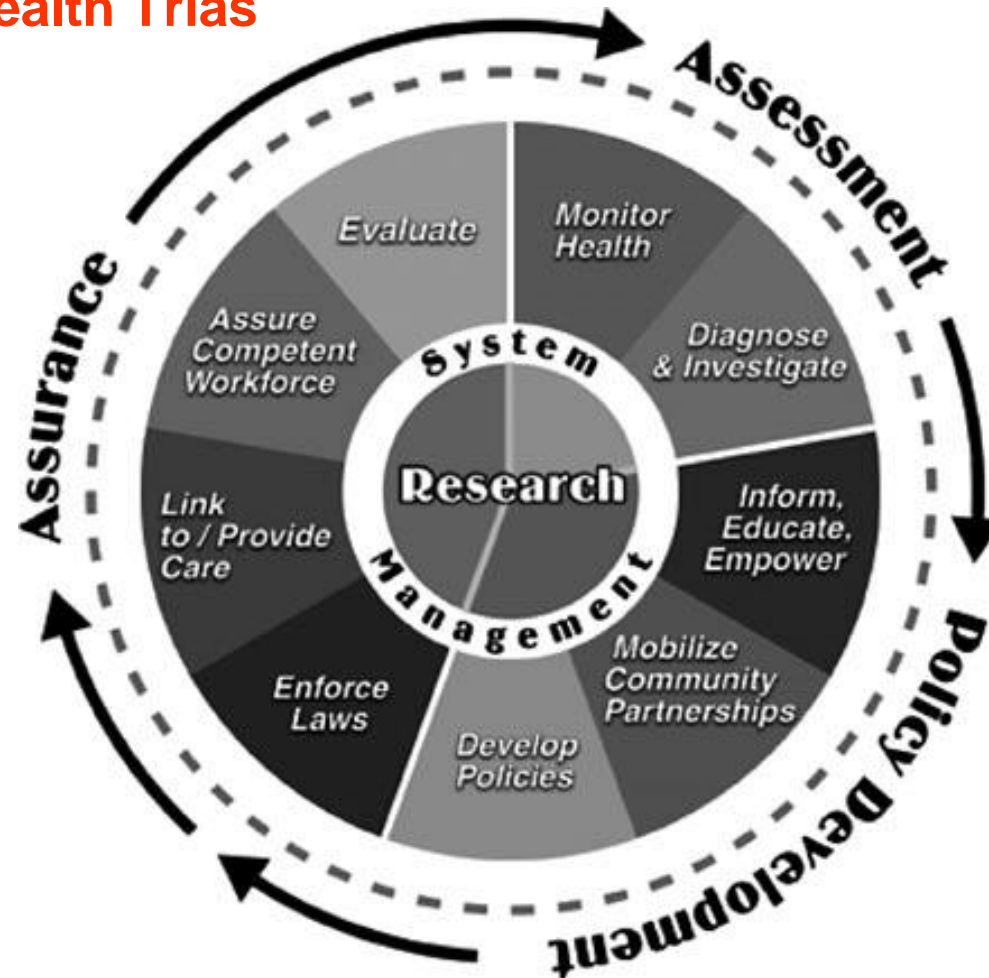 ealth Trias
Assessment
Policy Development
Assurance
Monitor
Health
Diagnose
& Investigate
Inform,
Educate,
Empower
Mobilize
Community
Partnerships
Develop
Policies
Enforce
Laws
Link
to / Provide
Care
Assure
Competent
Workforce
Evaluate
System
Management
Research